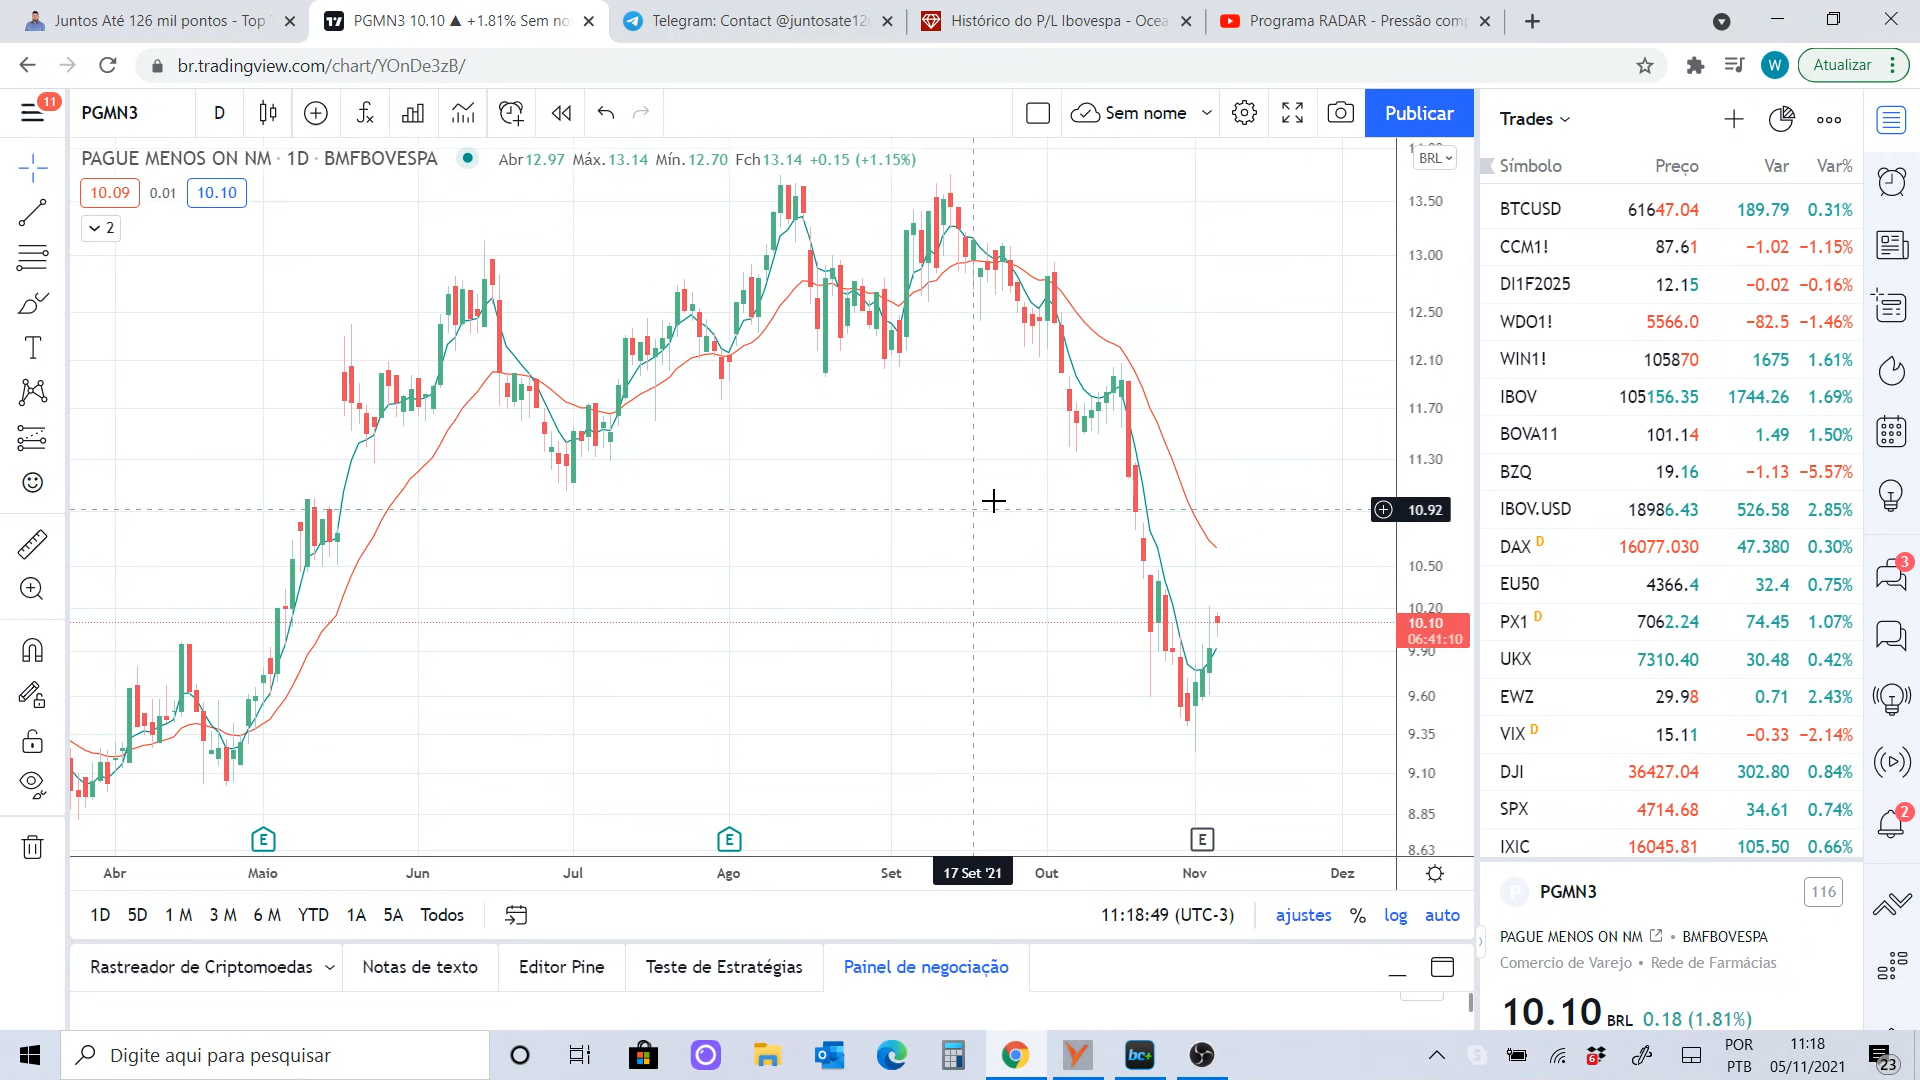 Juntos Até 126 mil pontos - Top
PGMN3 10.10 ▲ +1.81% Sem no
Telegram: Contact @juntosate126
Histórico do P/L Ibovespa - Ocea
Programa RADAR - Pressão comp
br.tradingview.com/chart/YOnDe3zB/
W
Atualizar
11
PGMN3
D
Sem nome
Publicar
PAGUE MENOS ON NM · 1D · BMFBOVESPA
Abr12.97 Máx.13.14 Mín.12.70 Fch13.14 +0.15 (+1.15%)
BRL
10.09
0.01
10.10
2
13.50
13.00
12.50
12.10
11.70
11.30
10.92
10.50
10.20
10.10
06:41:10
9.90
9.60
9.35
9.10
8.85
8.63
E
E
E
Abr
Maio
Jun
Jul
Ago
Set
17 Set '21
Out
Nov
Dez
1D 5D 1 M 3 M 6 M YTD 1A 5A Todos
11:18:49 (UTC-3)
ajustes % log auto
Rastreador de Criptomoedas
Notas de texto
Editor Pine
Teste de Estratégias
Painel de negociação
Trades
Símbolo Preço Var Var%
BTCUSD 61647.04 189.79 0.31%
CCM1! 87.61 −1.02 −1.15%
DI1F2025 12.15 −0.02 −0.16%
WDO1! 5566.0 −82.5 −1.46%
WIN1! 105870 1675 1.61%
IBOV 105156.35 1744.26 1.69%
BOVA11 101.14 1.49 1.50%
BZQ 19.16 −1.13 −5.57%
IBOV.USD 18986.43 526.58 2.85%
DAX D 16077.030 47.380 0.30%
EU50 4366.4 32.4 0.75%
PX1 D 7062.24 74.45 1.07%
UKX 7310.40 30.48 0.42%
EWZ 29.98 0.71 2.43%
VIX D 15.11 −0.33 −2.14%
DJI 36427.04 302.80 0.84%
SPX 4714.68 34.61 0.74%
IXIC 16045.81 105.50 0.66%
P PGMN3
116
PAGUE MENOS ON NM • BMFBOVESPA
Comercio de Varejo • Rede de Farmácias
10.10 BRL 0.18 (1.81%)
3
2
Digite aqui para pesquisar
bc+
6
POR
PTB
11:18
05/11/2021
23